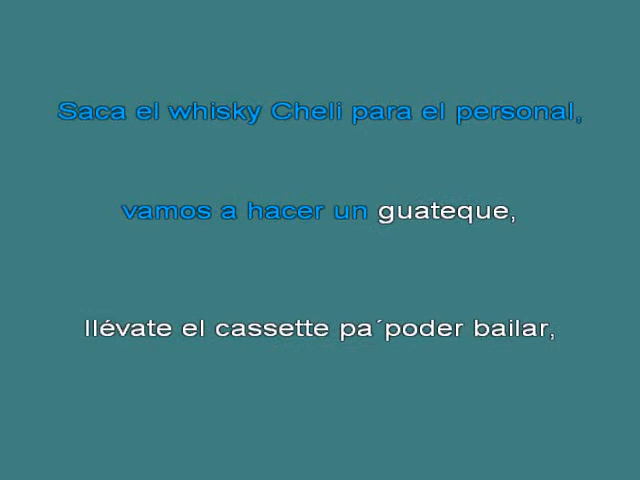 Saca el whisky Cheli para el personal,
vamos a hacer un guateque,
llévate el cassette pa´poder bailar,